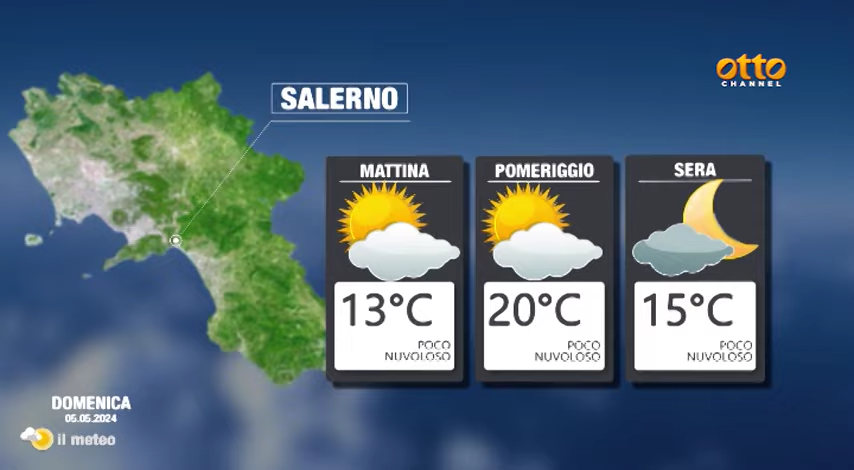 otto
CHANNEL
SALERNO
MATTINA
13°C
POCO
NUVOLOSO
POMERIGGIO
20°C
POCO
NUVOLOSO
SERA
15°C
POCO
NUVOLOSO
DOMENICA
05.05.2024
il meteo